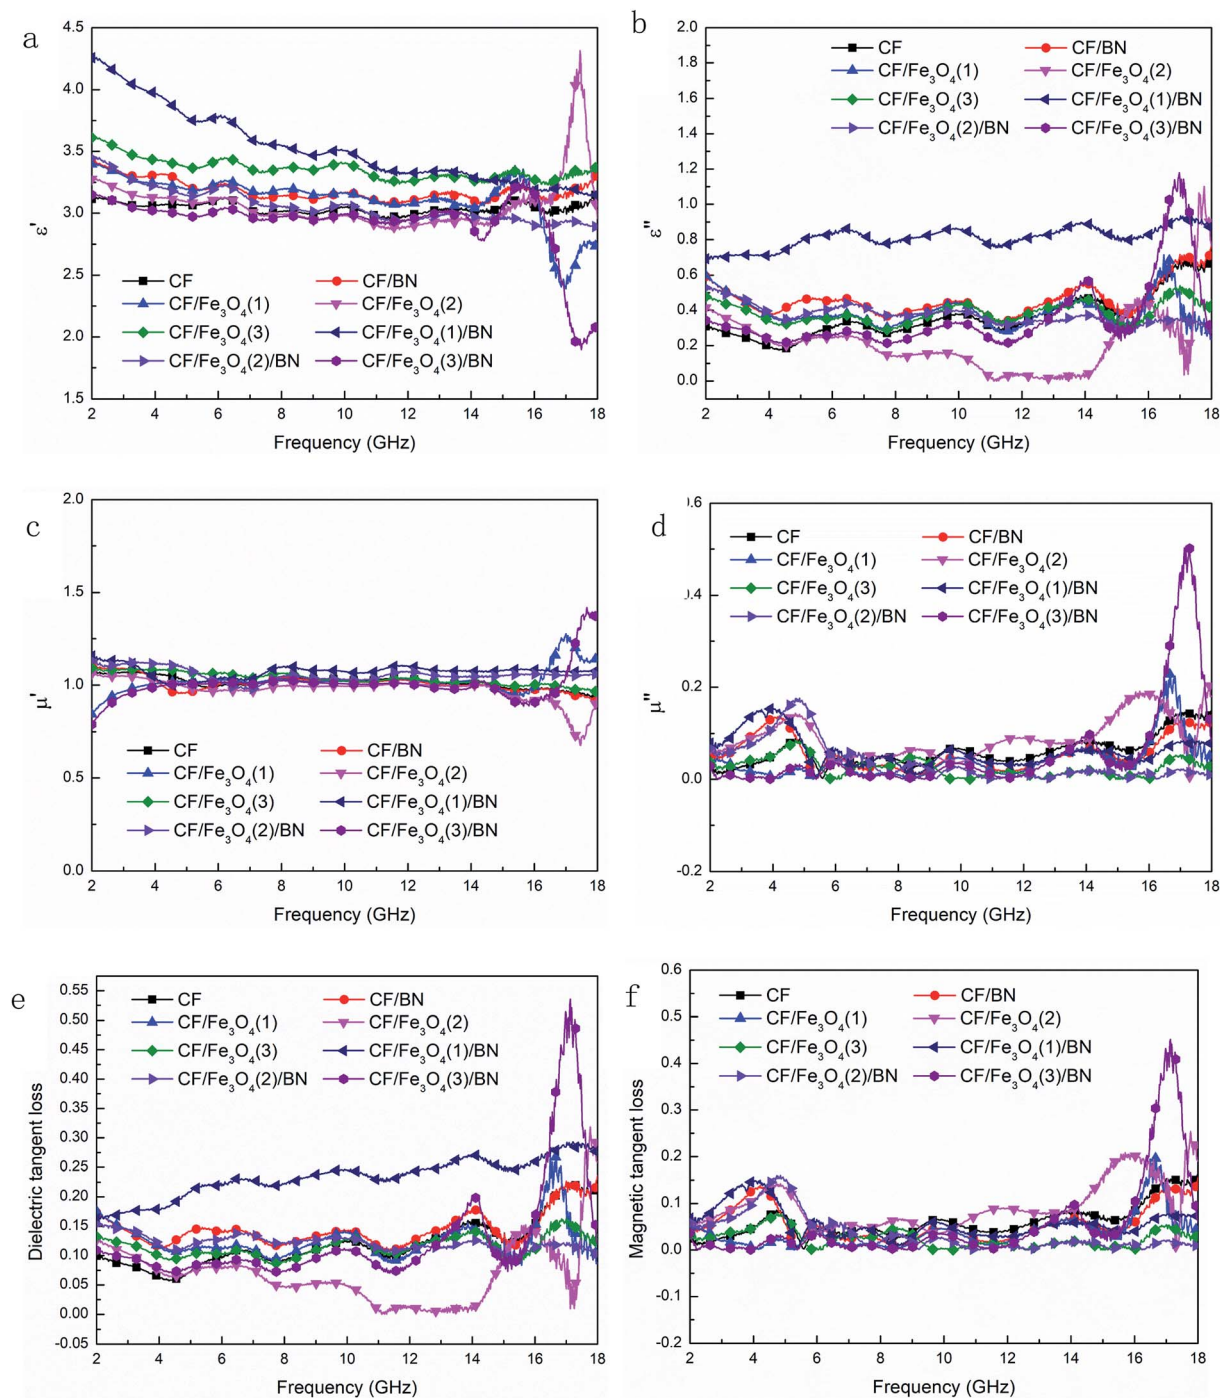 a
4.5
4.0
3.5
3.0
2.5
2.0
1.5
ε'
CF
CF/BN
CF/Fe₃O₄(1)
CF/Fe₃O₄(2)
CF/Fe₃O₄(3)
CF/Fe₃O₄(1)/BN
CF/Fe₃O₄(2)/BN
CF/Fe₃O₄(3)/BN
2 4 6 8 10 12 14 16 18
Frequency (GHz)
b
2.0
1.8
1.6
1.4
1.2
1.0
0.8
0.6
0.4
0.2
0.0
ε''
CF
CF/BN
CF/Fe₃O₄(1)
CF/Fe₃O₄(2)
CF/Fe₃O₄(3)
CF/Fe₃O₄(1)/BN
CF/Fe₃O₄(2)/BN
CF/Fe₃O₄(3)/BN
2 4 6 8 10 12 14 16 18
Frequency (GHz)
c
2.0
1.5
1.0
0.5
0.0
μ'
CF
CF/BN
CF/Fe₃O₄(1)
CF/Fe₃O₄(2)
CF/Fe₃O₄(3)
CF/Fe₃O₄(1)/BN
CF/Fe₃O₄(2)/BN
CF/Fe₃O₄(3)/BN
2 4 6 8 10 12 14 16 18
Frequency (GHz)
d
0.6
0.4
0.2
0.0
-0.2
μ''
CF
CF/BN
CF/Fe₃O₄(1)
CF/Fe₃O₄(2)
CF/Fe₃O₄(3)
CF/Fe₃O₄(1)/BN
CF/Fe₃O₄(2)/BN
CF/Fe₃O₄(3)/BN
2 4 6 8 10 12 14 16 18
Frequency (GHz)
e
0.55
0.50
0.45
0.40
0.35
0.30
0.25
0.20
0.15
0.10
0.05
0.00
-0.05
Dielectric tangent loss
CF
CF/BN
CF/Fe₃O₄(1)
CF/Fe₃O₄(2)
CF/Fe₃O₄(3)
CF/Fe₃O₄(1)/BN
CF/Fe₃O₄(2)/BN
CF/Fe₃O₄(3)/BN
2 4 6 8 10 12 14 16 18
Frequency (GHz)
f
0.6
0.5
0.4
0.3
0.2
0.1
0.0
-0.1
-0.2
Magnetic tangent loss
CF
CF/BN
CF/Fe₃O₄(1)
CF/Fe₃O₄(2)
CF/Fe₃O₄(3)
CF/Fe₃O₄(1)/BN
CF/Fe₃O₄(2)/BN
CF/Fe₃O₄(3)/BN
2 4 6 8 10 12 14 16 18
Frequency (GHz)